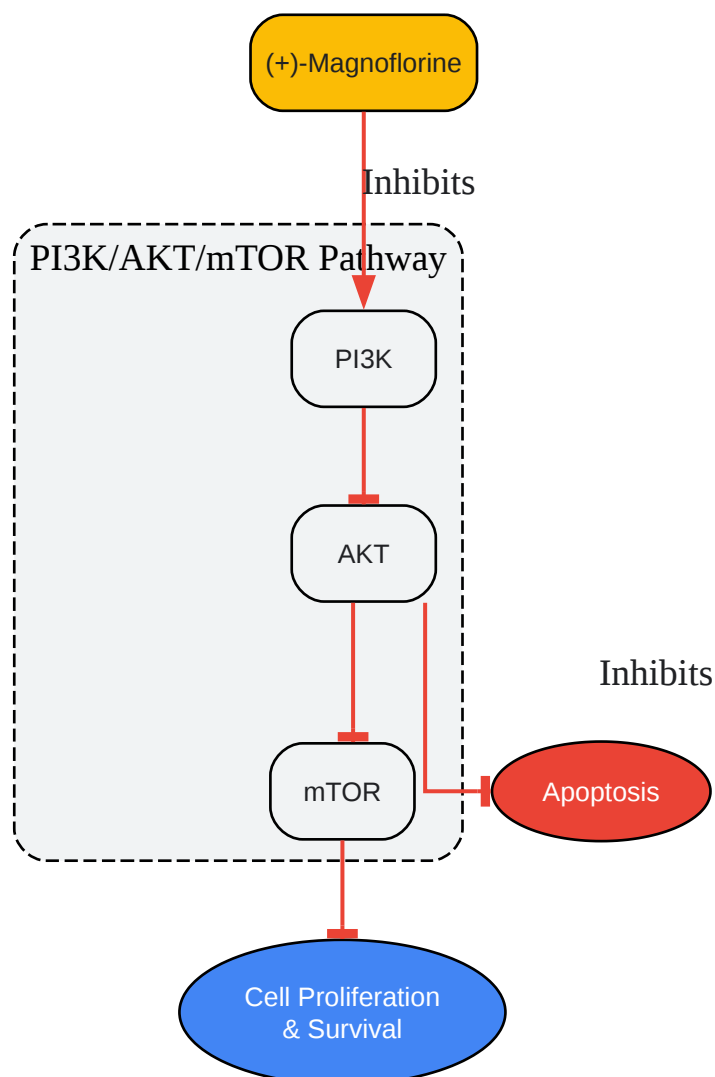 (+)-Magnoflorine
Inhibits
PI3K/AKT/mTOR Pathway
PI3K
AKT
Inhibits
mTOR
Apoptosis
Cell Proliferation
& Survival